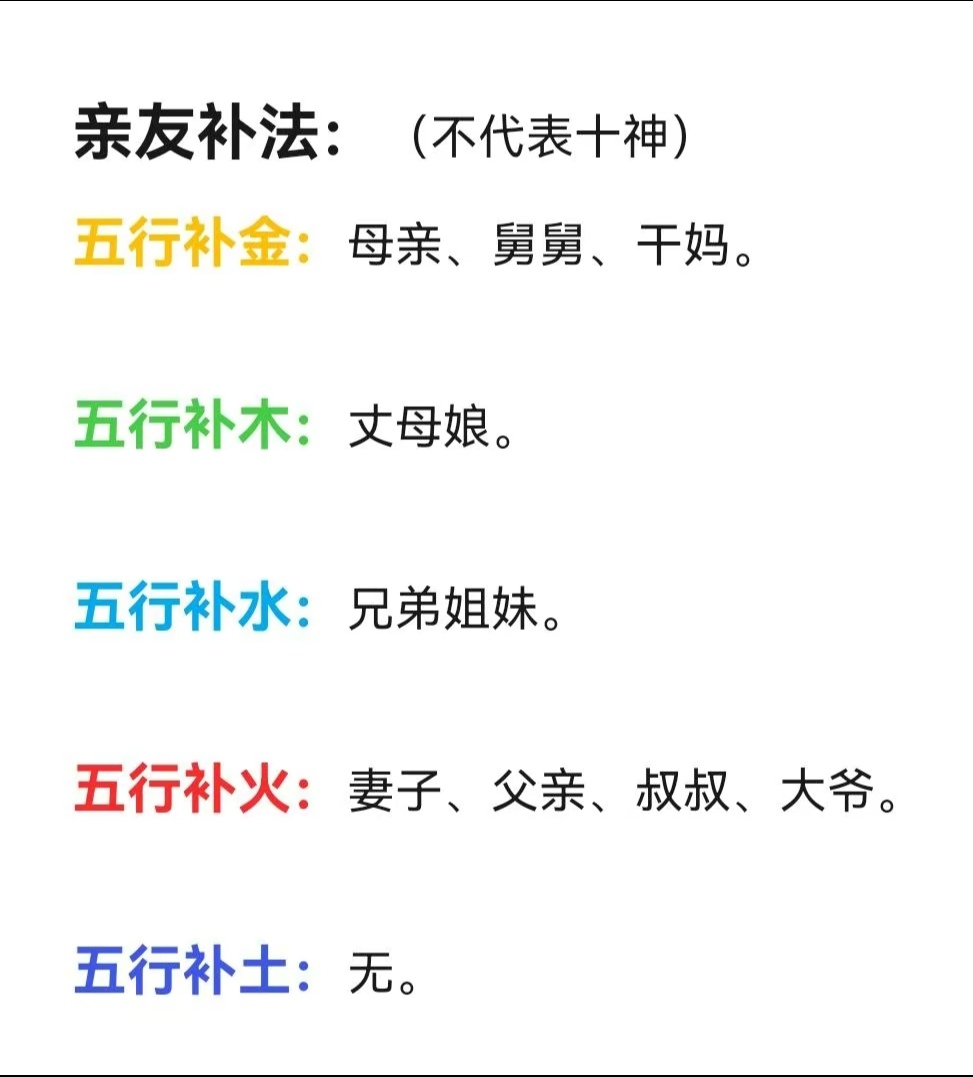 亲友补法：（不代表十神）
五行补金：母亲、舅舅、干妈。
五行补木：丈母娘。
五行补水：兄弟姐妹。
五行补火：妻子、父亲、叔叔、大爷。
五行补土：无。